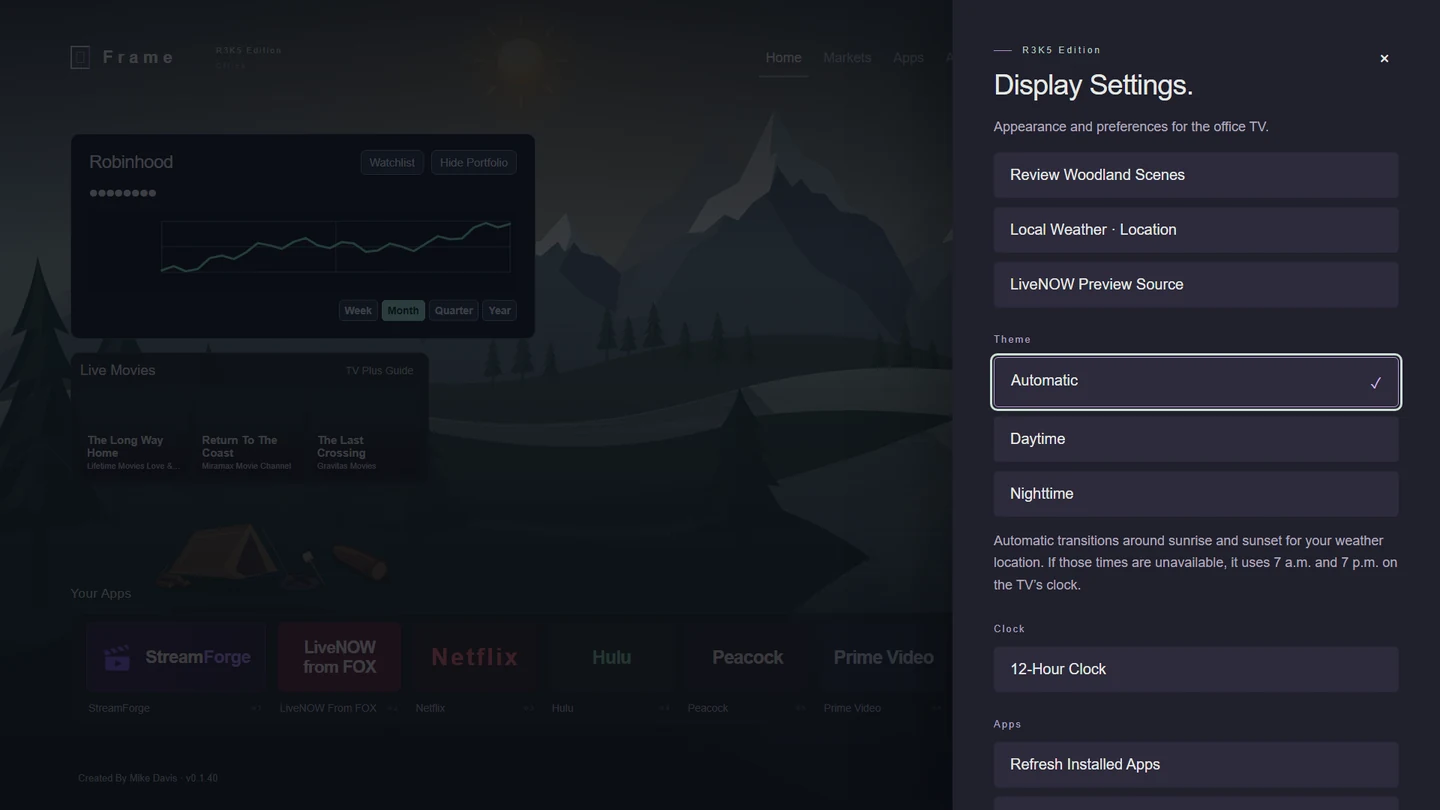 Frame
R3K5 Edition
Home
Markets
Apps
Robinhood
Watchlist
Hide Portfolio
●●●●●●●●
Week
Month
Quarter
Year
Live Movies
TV Plus Guide
The Long Way
Home
Lifetime Movies Love &...
Return To The
Coast
Miramax Movie Channel
The Last
Crossing
Gravitas Movies
Your Apps
StreamForge
LiveNOW
from FOX
Netflix
Hulu
Peacock
Prime Video
StreamForge
LiveNOW From FOX
Netflix
Hulu
Peacock
Prime Video
Created By Mike Davis · v0.1.40
R3K5 Edition
×
Display Settings.
Appearance and preferences for the office TV.
Review Woodland Scenes
Local Weather · Location
LiveNOW Preview Source
Theme
Automatic ✓
Daytime
Nighttime
Automatic transitions around sunrise and sunset for your weather
location. If those times are unavailable, it uses 7 a.m. and 7 p.m. on
the TV's clock.
Clock
12-Hour Clock
Apps
Refresh Installed Apps